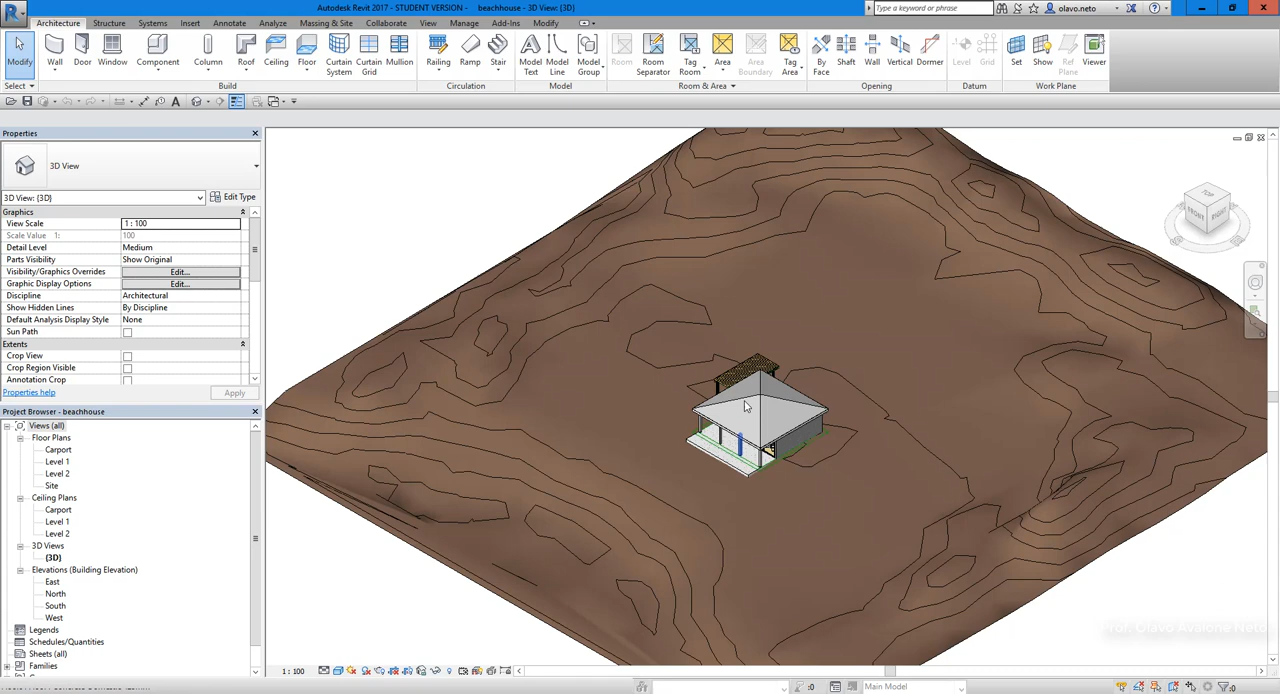 Autodesk Revit 2017 - STUDENT VERSION - beachhouse - 3D View: {3D}
Type a keyword or phrase
olavo.neto
Architecture Structure Systems Insert Annotate Analyze Massing & Site Collaborate View Manage Add-Ins Modify
Modify Wall Door Window Component Column Roof Ceiling Floor Curtain System Curtain Grid Mullion Railing Ramp Stair Model Text Model Line Model Group Room Room Separator Tag Room Area Area Boundary Tag Area By Face Shaft Wall Vertical Dormer Level Grid Set Show Ref Plane Viewer
Select Build Circulation Model Room & Area Opening Datum Work Plane
Properties
3D View
3D View: {3D} Edit Type
Graphics
View Scale 1 : 100
Scale Value 1: 100
Detail Level Medium
Parts Visibility Show Original
Visibility/Graphics Overrides Edit...
Graphic Display Options Edit...
Discipline Architectural
Show Hidden Lines By Discipline
Default Analysis Display Style None
Sun Path
Extents
Crop View
Crop Region Visible
Annotation Crop
Properties help Apply
Project Browser - beachhouse
Views (all)
Floor Plans
Carport
Level 1
Level 2
Site
Ceiling Plans
Carport
Level 1
Level 2
3D Views
{3D}
Elevations (Building Elevation)
East
North
South
West
Legends
Schedules/Quantities
Sheets (all)
Families
TOP
FRONT
RIGHT
Prof. Olavo Avalone Neto
1 : 100
:0 Main Model :0